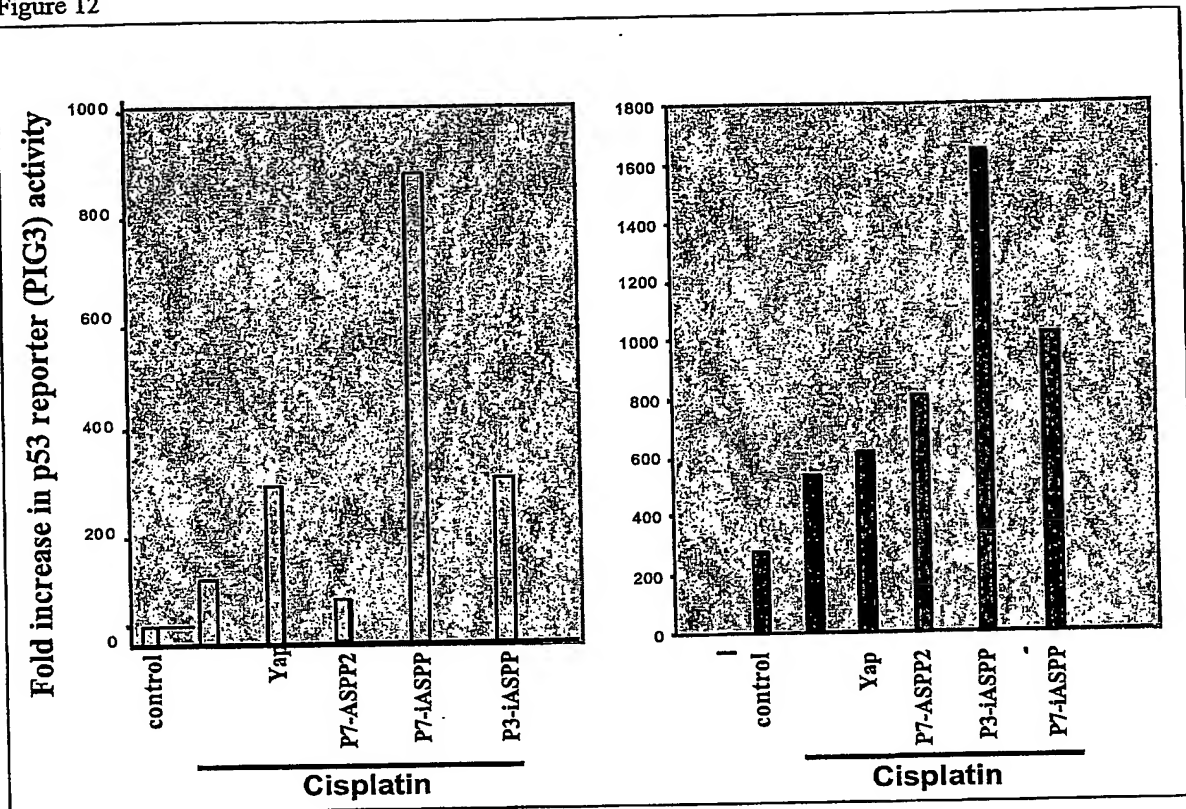 Figure 12
Fold increase in p53 reporter (PIG3) activity
1000
800
600
400
200
0
control
Yap
P7-ASPP2
P7-iASPP
P3-iASPP
Cisplatin
1800
1600
1400
1200
1000
800
600
400
200
0
control
Yap
P7-ASPP2
P3-iASPP
P7-iASPP
Cisplatin